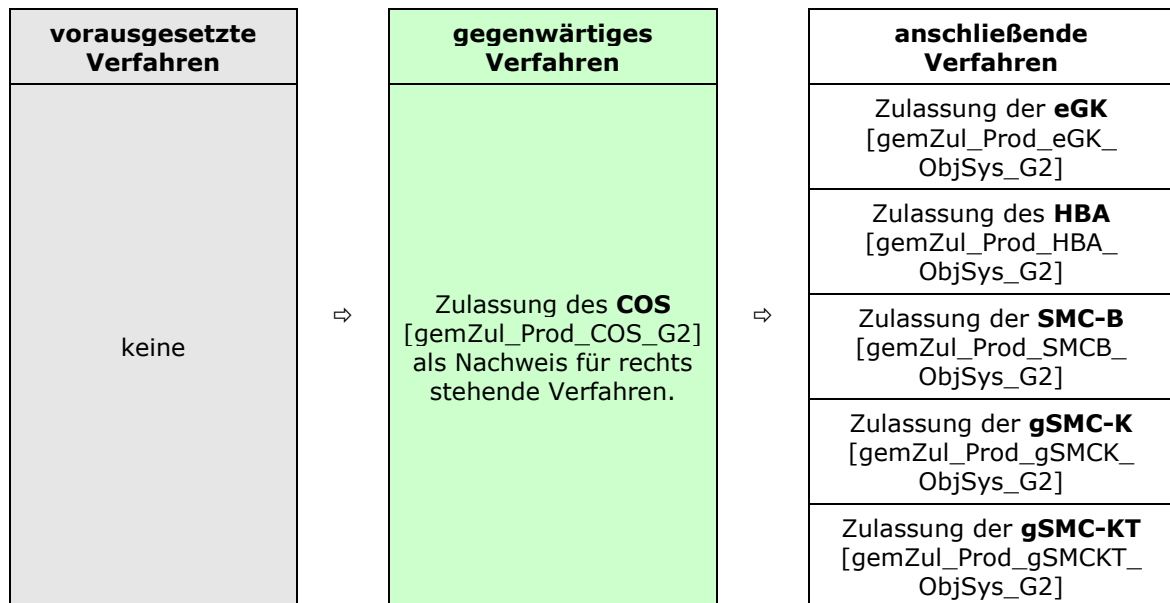 vorausgesetzte
Verfahren
keine
⇨
gegenwärtiges
Verfahren
Zulassung des COS
[gemZul_Prod_COS_G2]
als Nachweis für rechts
stehende Verfahren.
⇨
anschließende
Verfahren
Zulassung der eGK
[gemZul_Prod_eGK_
ObjSys_G2]
Zulassung des HBA
[gemZul_Prod_HBA_
ObjSys_G2]
Zulassung der SMC-B
[gemZul_Prod_SMCB_
ObjSys_G2]
Zulassung der gSMC-K
[gemZul_Prod_gSMCK_
ObjSys_G2]
Zulassung der gSMC-KT
[gemZul_Prod_gSMCKT_
ObjSys_G2]